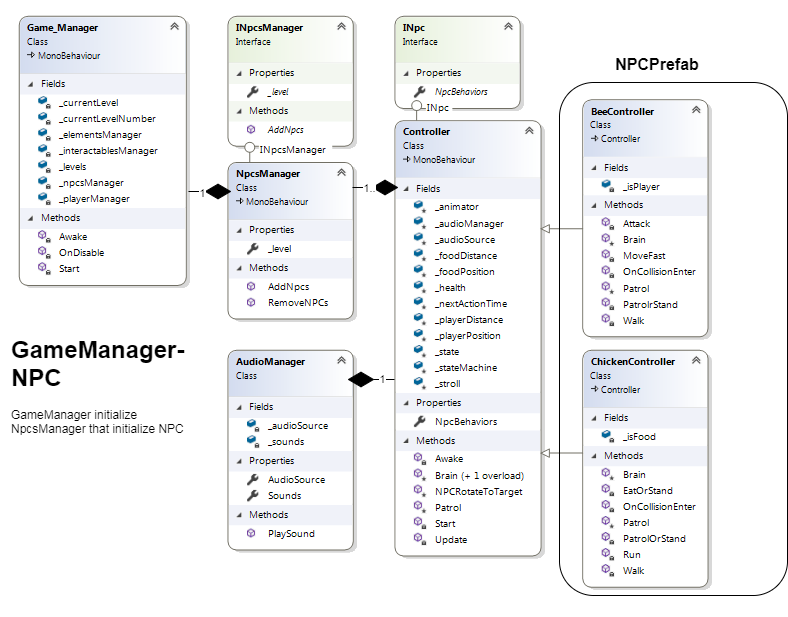 Game_Manager
Class
MonoBehaviour
Fields
_currentLevel
_currentLevelNumber
_elementsManager
_interactablesManager
_levels
_npcsManager
_playerManager
Methods
Awake
OnDisable
Start
INpcsManager
Interface
Properties
_level
Methods
AddNpcs
INpcsManager
1
NpcsManager
Class
MonoBehaviour
Properties
_level
Methods
AddNpcs
RemoveNPCs
INpc
Interface
Properties
NpcBehaviors
INpc
1..
Controller
Class
MonoBehaviour
Fields
_animator
_audioManager
_audioSource
_foodDistance
_foodPosition
_health
_nextActionTime
_playerDistance
_playerPosition
_state
_stateMachine
_stroll
Properties
NpcBehaviors
Methods
Awake
Brain (+ 1 overload)
NPCRotateToTarget
Patrol
Start
Update
GameManager-
NPC
GameManager initialize
NpcsManager that initialize NPC
AudioManager
Class
Fields
_audioSource
_sounds
Properties
AudioSource
Sounds
Methods
PlaySound
1
NPCPrefab
BeeController
Class
Controller
Fields
_isPlayer
Methods
Attack
Brain
MoveFast
OnCollisionEnter
Patrol
PatrolrStand
Walk
ChickenController
Class
Controller
Fields
_isFood
Methods
Brain
EatOrStand
OnCollisionEnter
Patrol
PatrolOrStand
Run
Walk